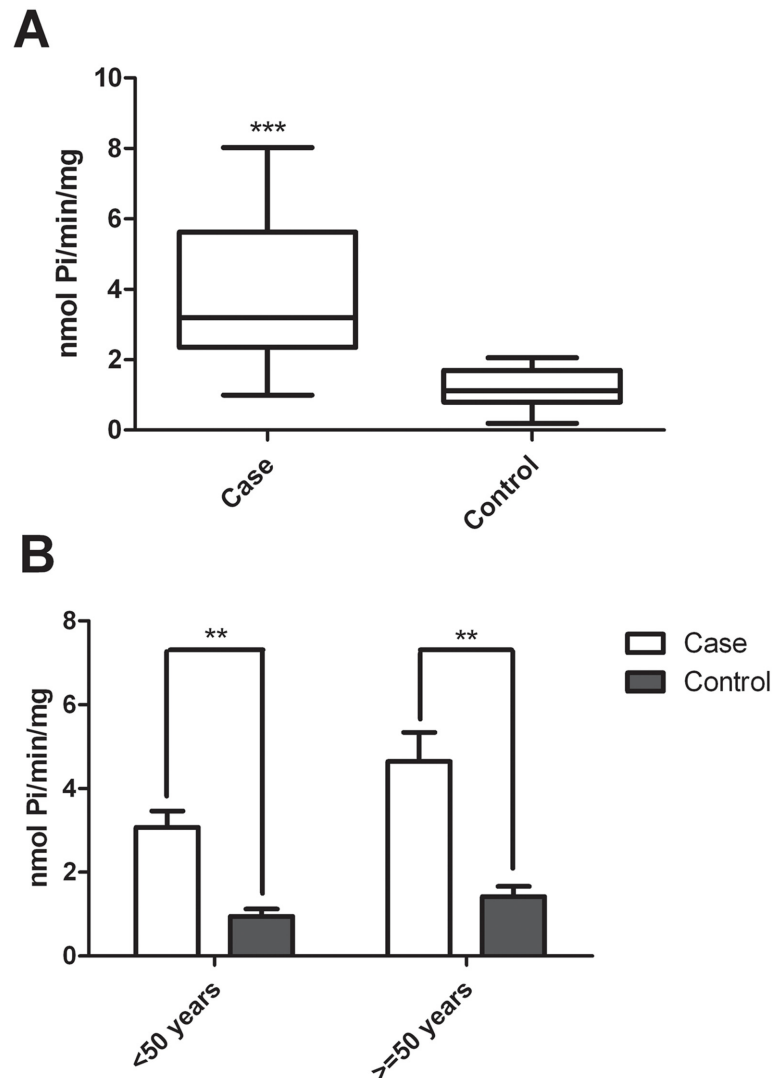 A
10
8
6
4
2
0
nmol Pi/min/mg
***
Case
Control
B
8
6
4
2
0
nmol Pi/min/mg
**
**
Case
Control
<50 years
>=50 years